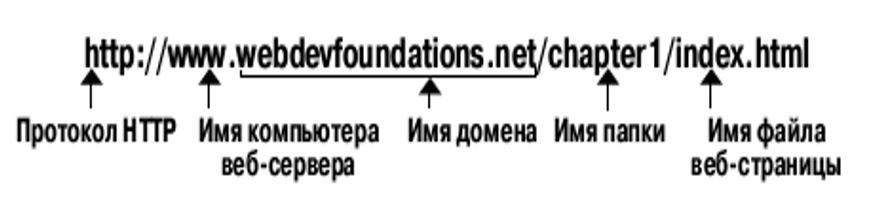 http://www.webdevfoundations.net/chapter1/index.html
Протокол HTTP Имя компьютера Имя домена Имя папки Имя файла
веб-сервера веб-страницы